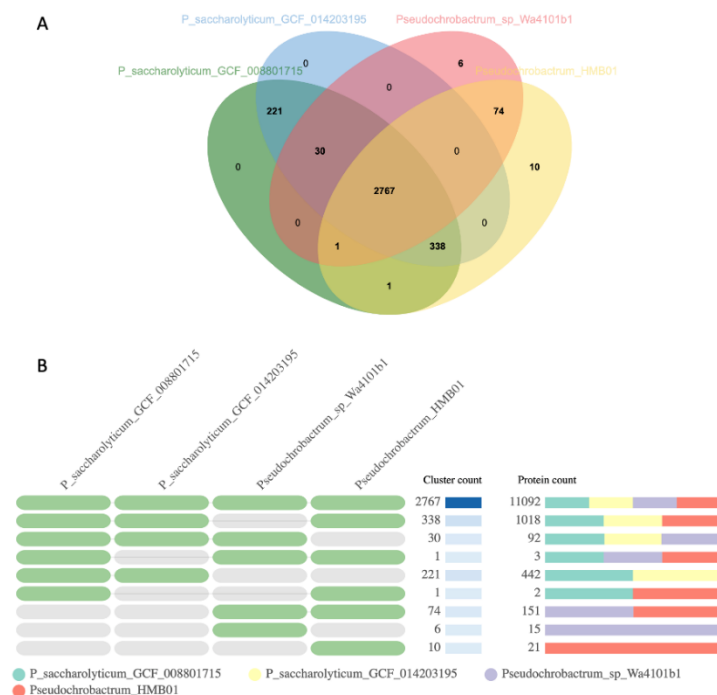 A
P_saccharolyticum_GCF_014203195
Pseudochrobactrum_sp_Wa4101b1
P_saccharolyticum_GCF_008801715
Pseudochrobactrum_HMB01
0
6
0
221
74
30
0
0
10
2767
0
0
1
338
1
B
P_saccharolyticum_GCF_008801715
P_saccharolyticum_GCF_014203195
Pseudochrobactrum_sp_Wa4101b1
Pseudochrobactrum_HMB01
Cluster count Protein count
2767 11092
338 1018
30 92
1 3
221 442
1 2
74 151
6 15
10 21
P_saccharolyticum_GCF_008801715 P_saccharolyticum_GCF_014203195 Pseudochrobactrum_sp_Wa4101b1
Pseudochrobactrum_HMB01